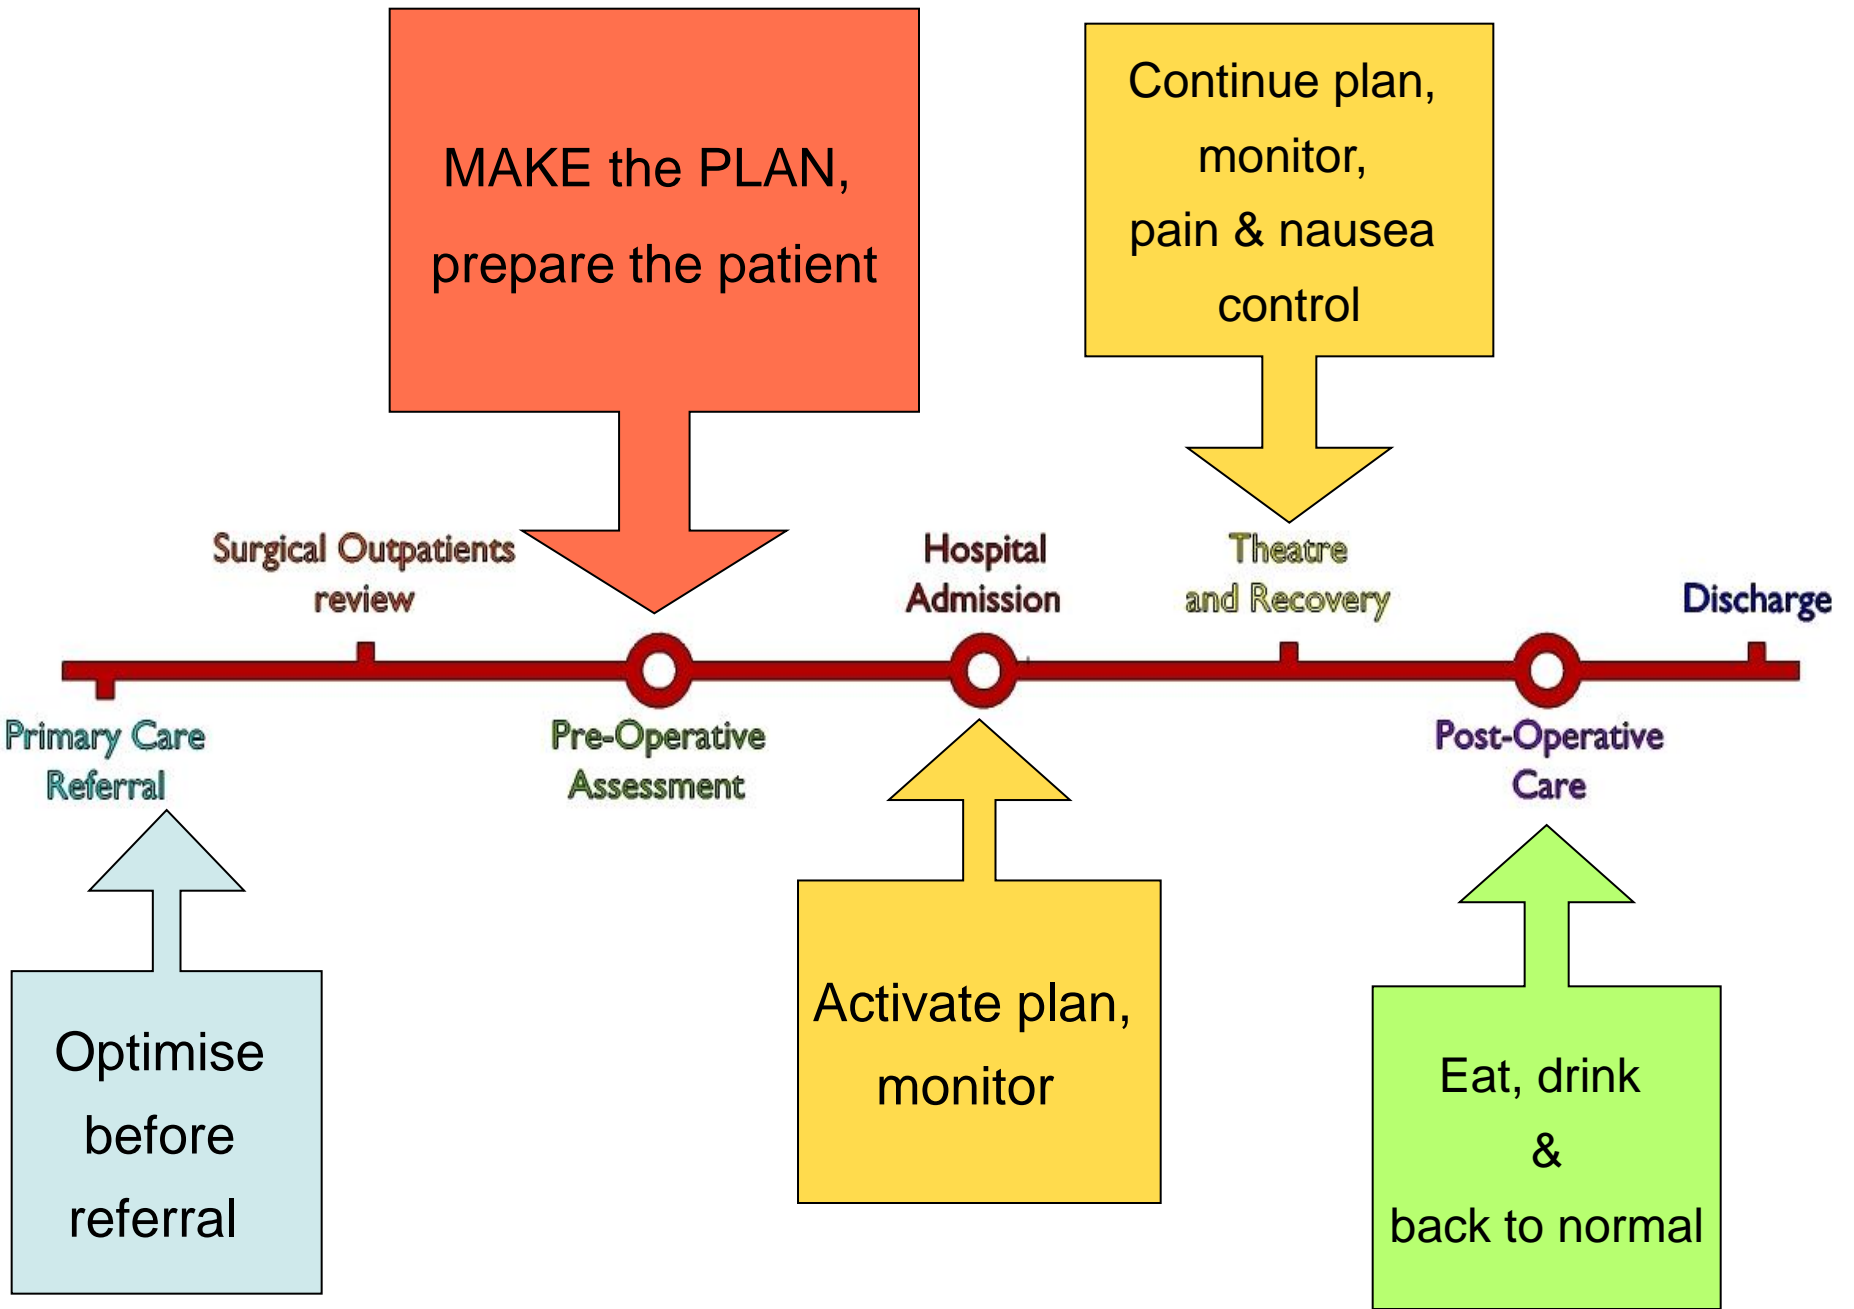 MAKE the PLAN,
prepare the patient
Continue plan,
monitor,
pain & nausea
control
Surgical Outpatients
review
Hospital
Admission
Theatre
and Recovery
Discharge
Primary Care
Referral
Pre-Operative
Assessment
Post-Operative
Care
Optimise
before
referral
Activate plan,
monitor
Eat, drink
&
back to normal